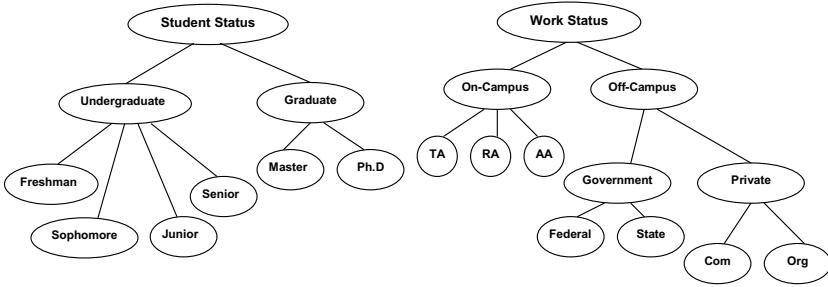 Student Status
Undergraduate
Graduate
Freshman
Sophomore
Junior
Senior
Master
Ph.D
Work Status
On-Campus
Off-Campus
TA
RA
AA
Government
Private
Federal
State
Com
Org